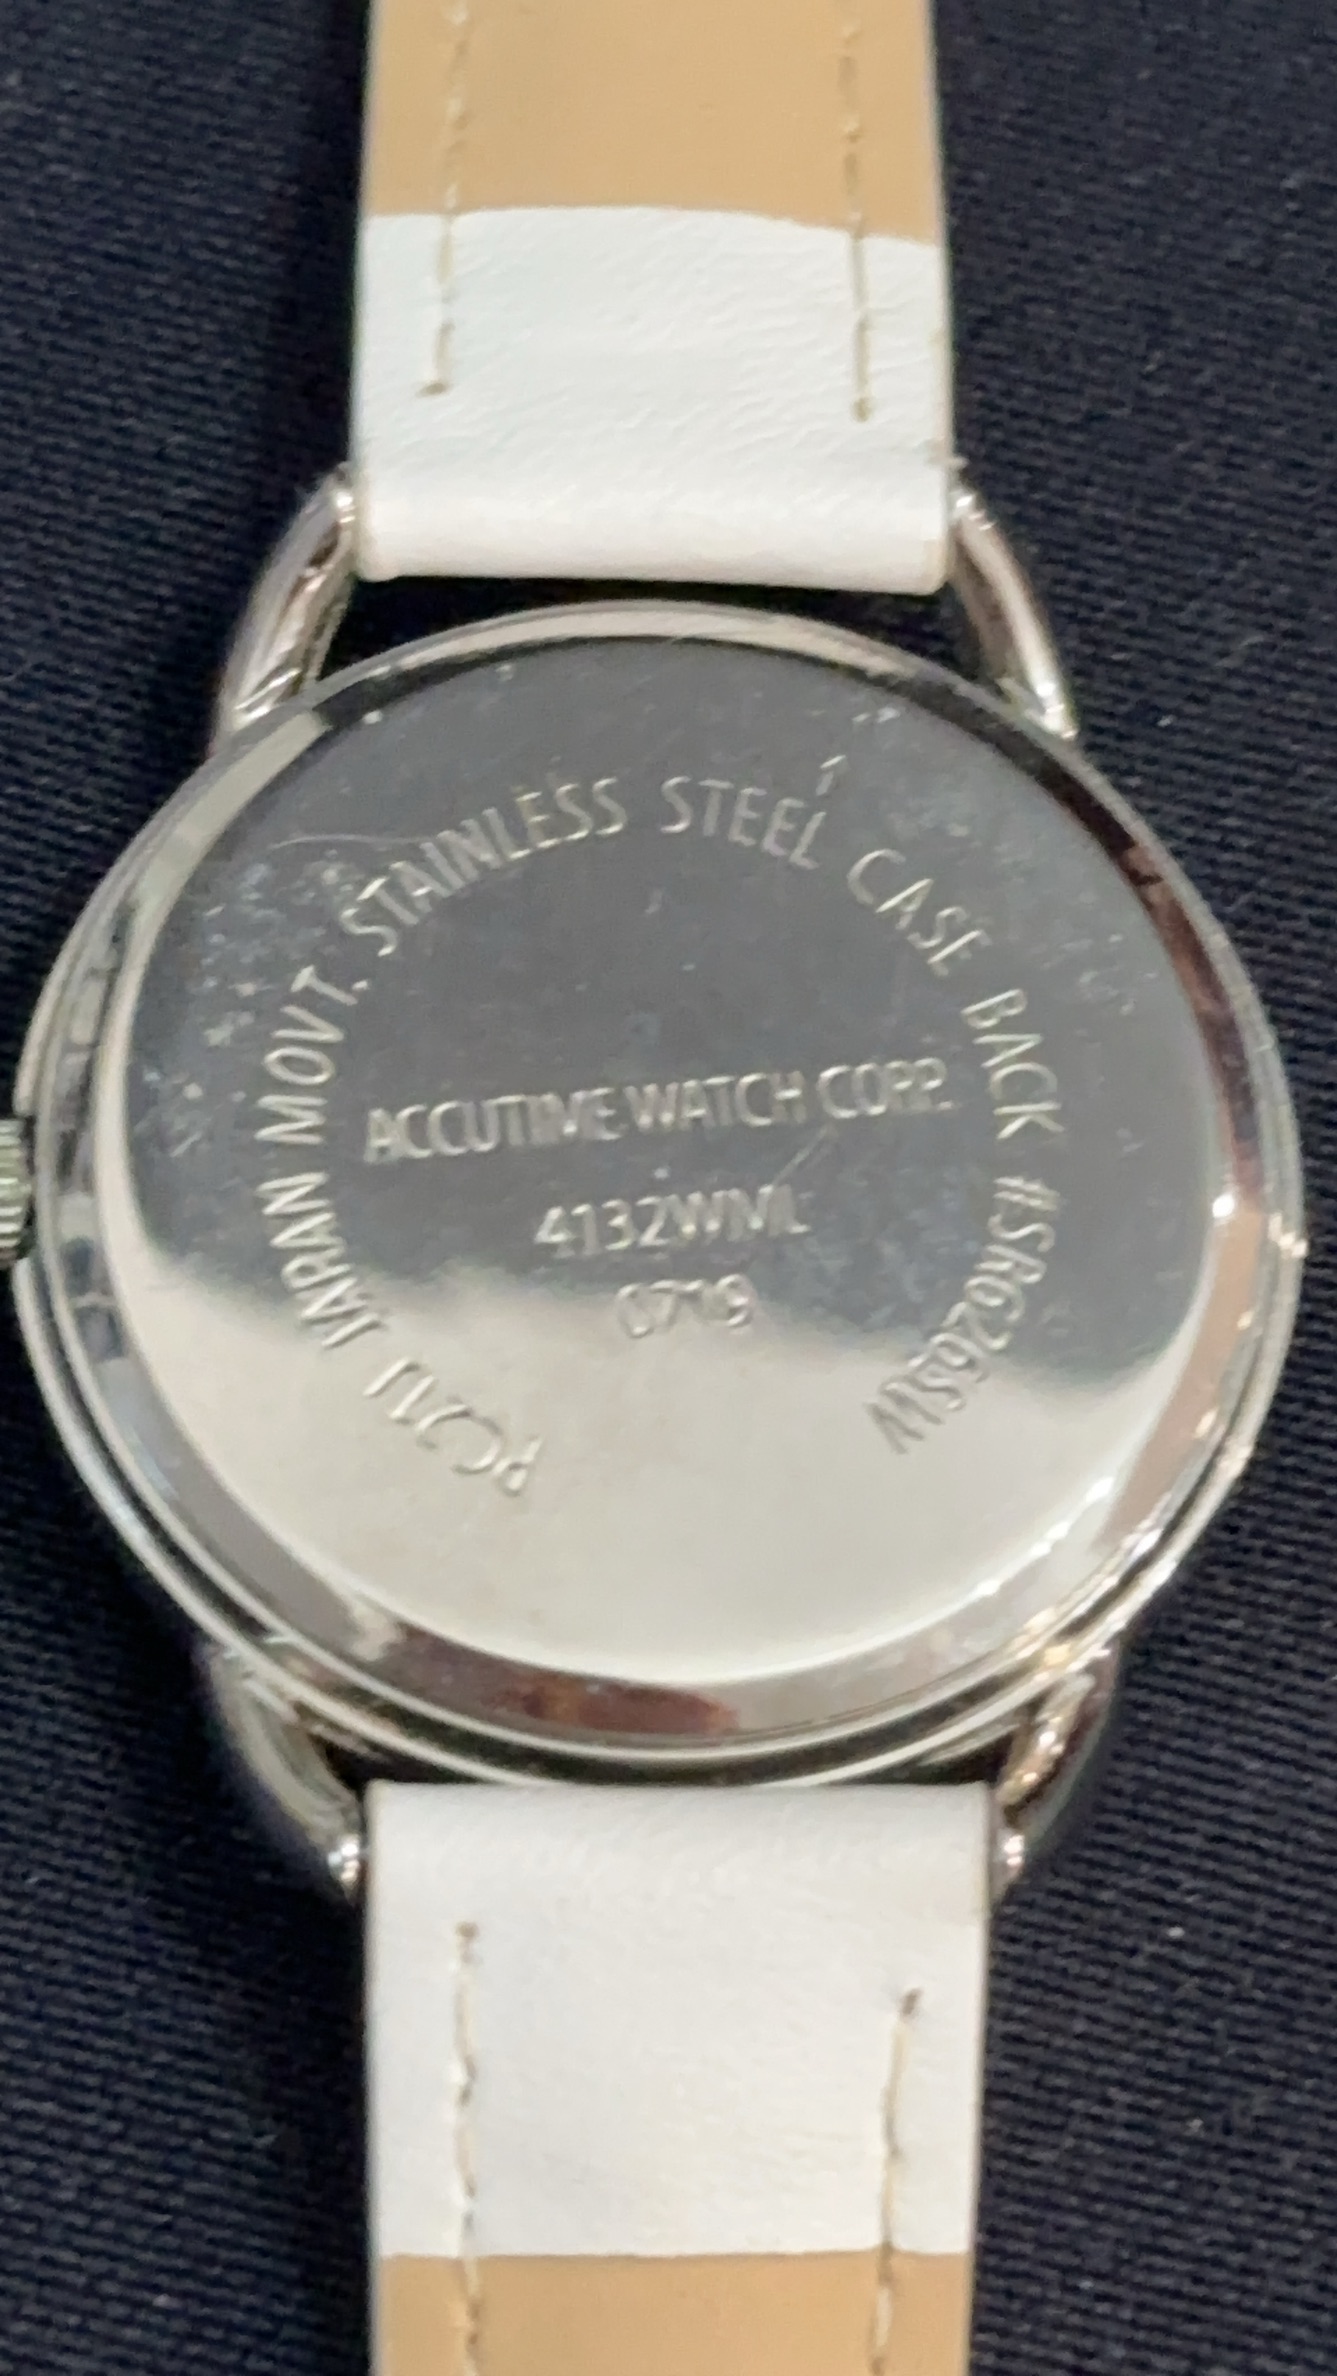 PC21J JAPAN MOVT. STAINLESS STEEL CASE BACK #SR626SW
ACCUTIME WATCH CORP.
4132WML
0719